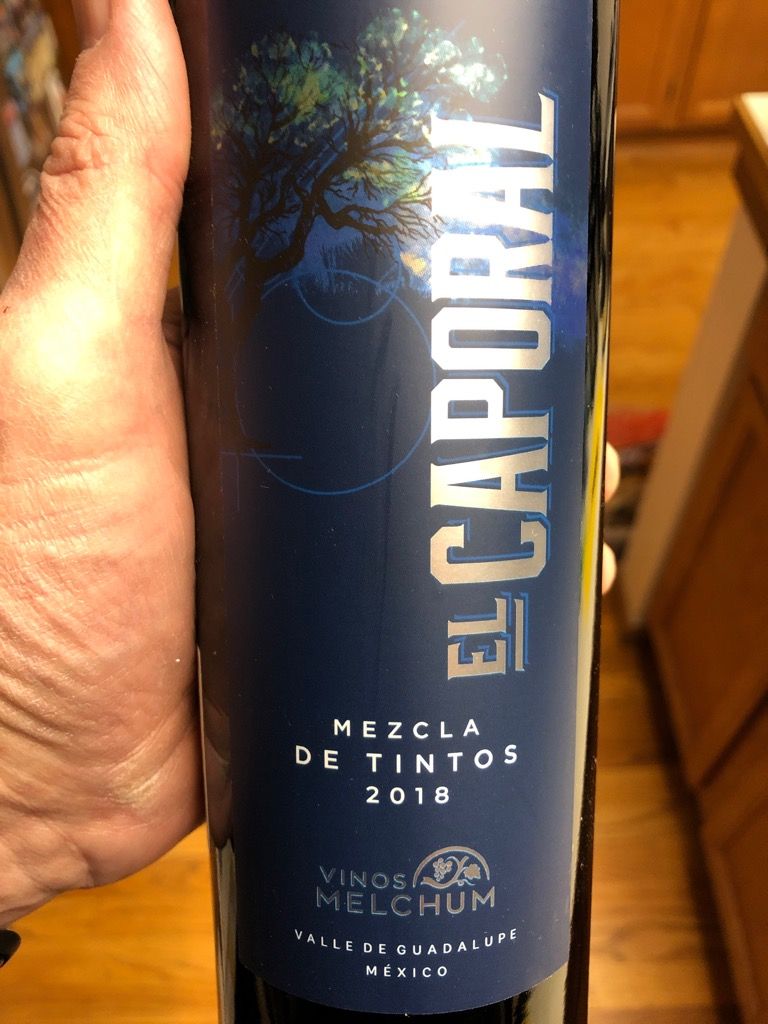 EL CAPORAL
MEZCLA
DE TINTOS
2018
VINOS
MELCHUM
VALLE DE GUADALUPE
MÉXICO